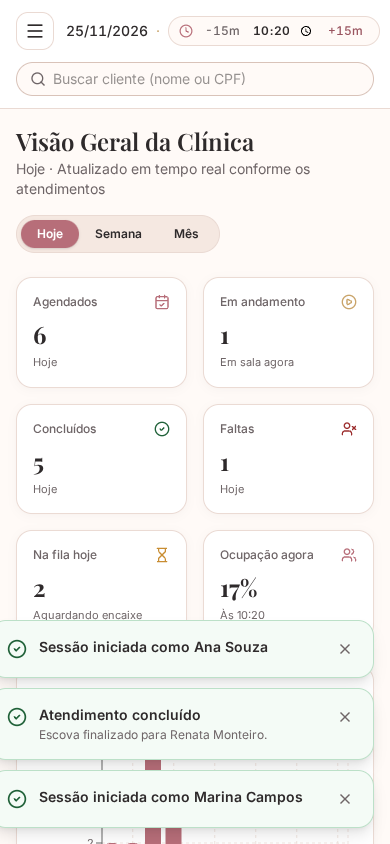 25/11/2026 · -15m 10:20 +15m
Buscar cliente (nome ou CPF)
Visão Geral da Clínica
Hoje · Atualizado em tempo real conforme os
atendimentos
Hoje Semana Mês
Agendados
6
Hoje
Em andamento
1
Em sala agora
Concluídos
5
Hoje
Faltas
1
Hoje
Na fila hoje
2
Aguardando encaixe
Ocupação agora
17%
Às 10:20
Sessão iniciada como Ana Souza
Atendimento concluído
Escova finalizado para Renata Monteiro.
Sessão iniciada como Marina Campos
2